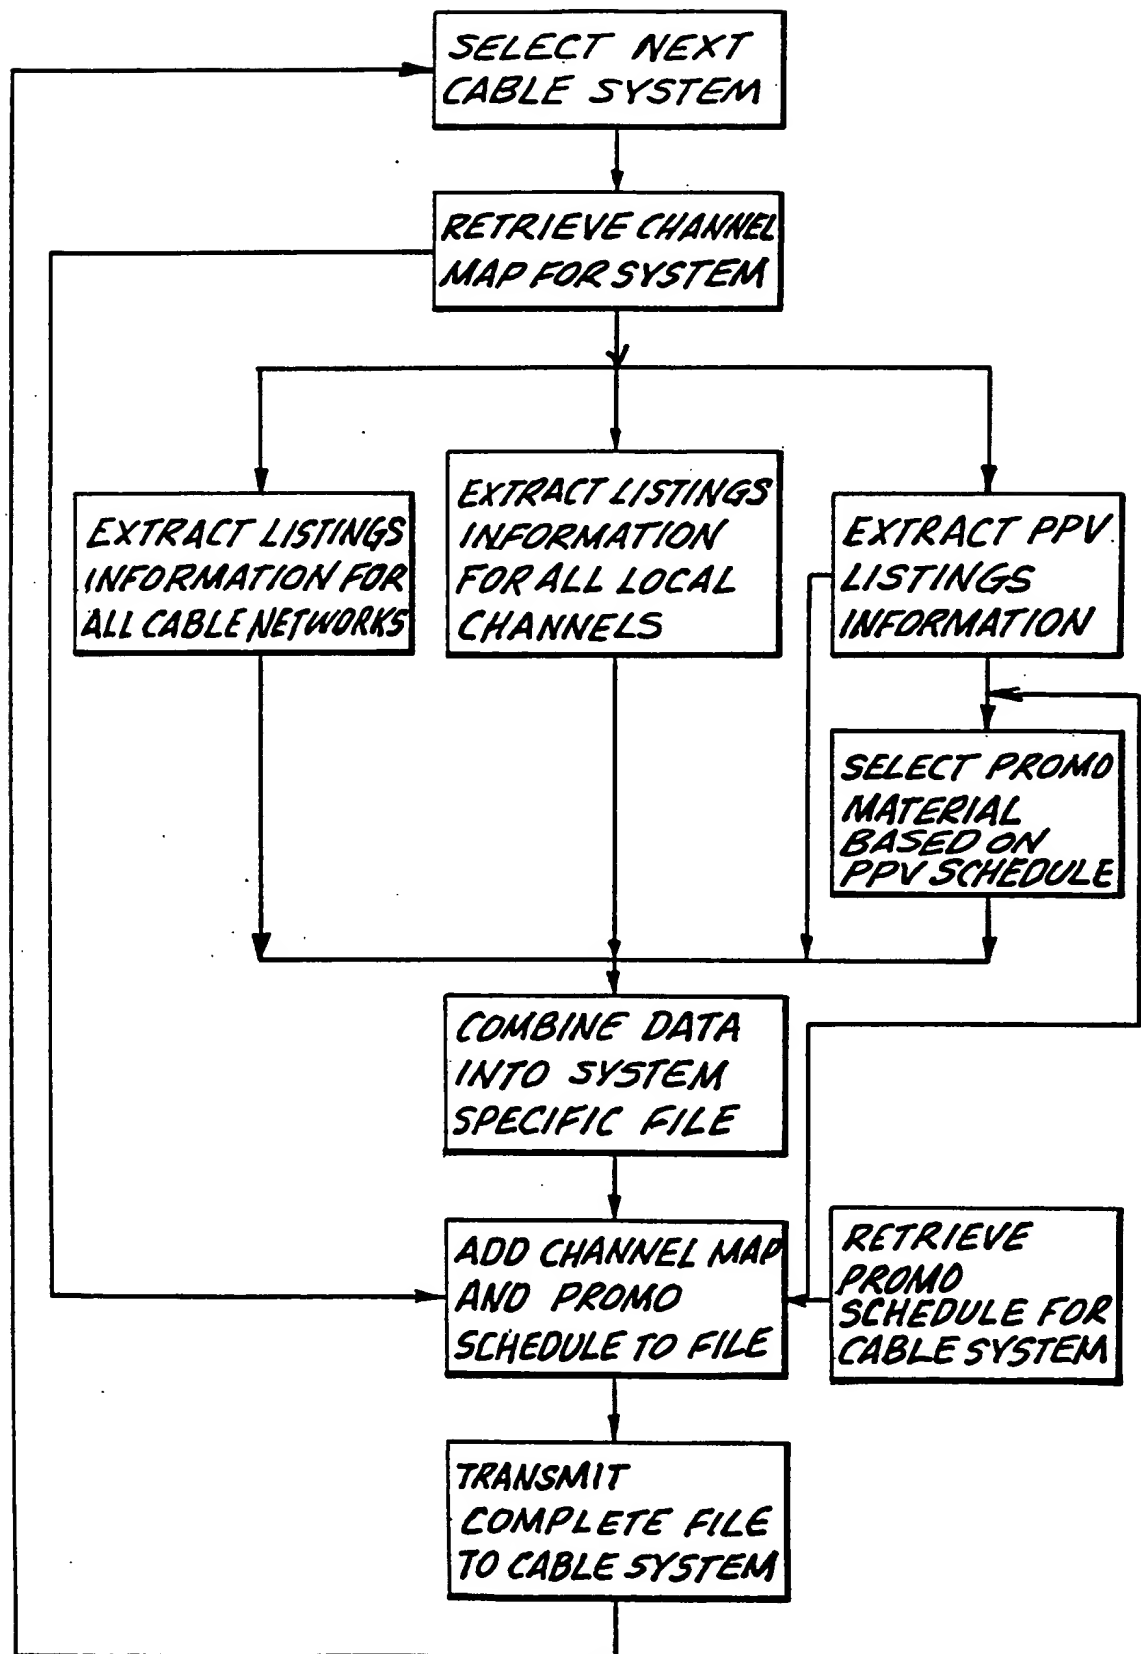 SELECT NEXT
CABLE SYSTEM
RETRIEVE CHANNEL
MAP FOR SYSTEM
EXTRACT LISTINGS
INFORMATION FOR
ALL CABLE NETWORKS
EXTRACT LISTINGS
INFORMATION
FOR ALL LOCAL
CHANNELS
EXTRACT PPV
LISTINGS
INFORMATION
SELECT PROMO
MATERIAL
BASED ON
PPV SCHEDULE
COMBINE DATA
INTO SYSTEM
SPECIFIC FILE
ADD CHANNEL MAP
AND PROMO
SCHEDULE TO FILE
RETRIEVE
PROMO
SCHEDULE FOR
CABLE SYSTEM
TRANSMIT
COMPLETE FILE
TO CABLE SYSTEM